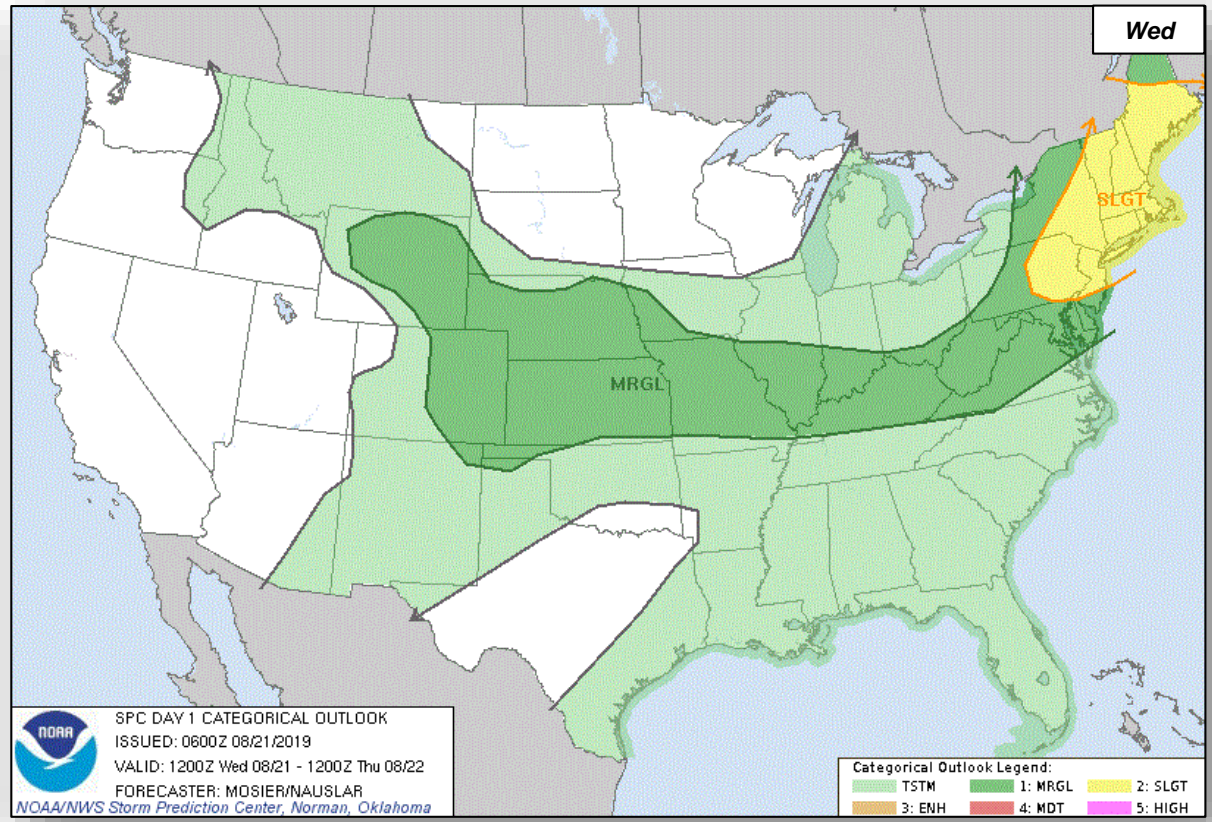 Wed
SLGT
MRGL
NOAA
SPC DAY 1 CATEGORICAL OUTLOOK
ISSUED: 0600Z 08/21/2019
VALID: 1200Z Wed 08/21 - 1200Z Thu 08/22
FORECASTER: MOSIER/NAUSLAR
NOAA/NWS Storm Prediction Center, Norman, Oklahoma
Categorical Outlook Legend:
TSTM 1: MRGL 2: SLGT
3: ENH 4: MDT 5: HIGH